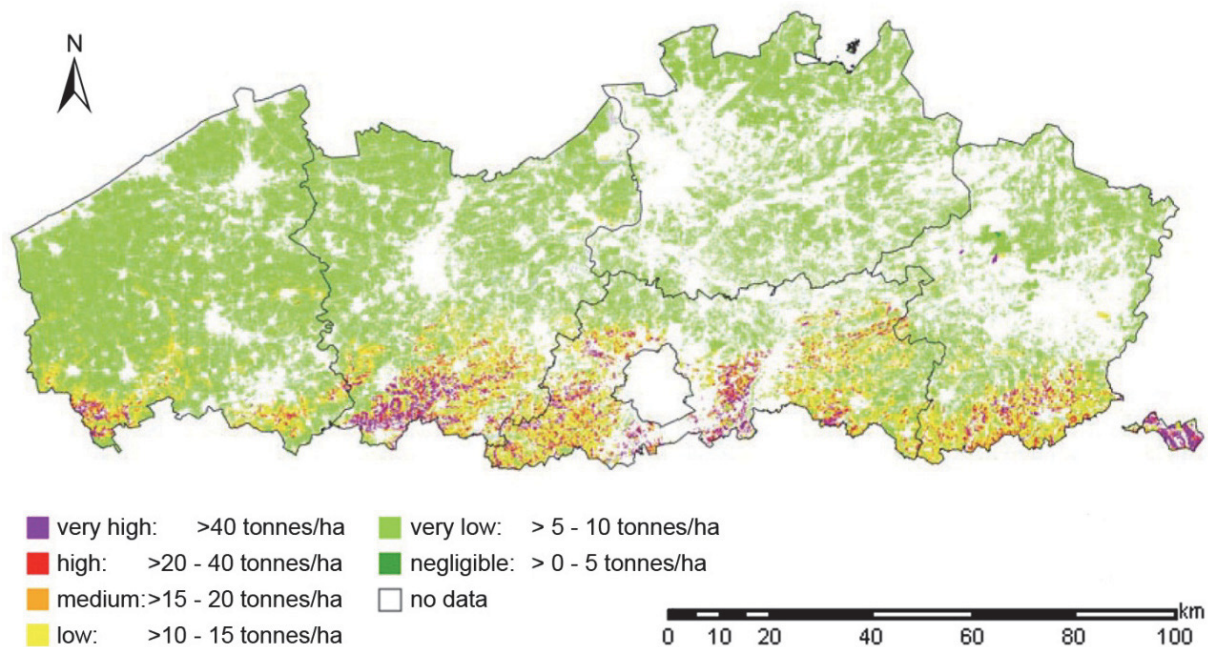 N
very high: >40 tonnes/ha
high: >20 - 40 tonnes/ha
medium:>15 - 20 tonnes/ha
low: >10 - 15 tonnes/ha
very low: > 5 - 10 tonnes/ha
negligible: > 0 - 5 tonnes/ha
no data
km
0 10 20 40 60 80 100